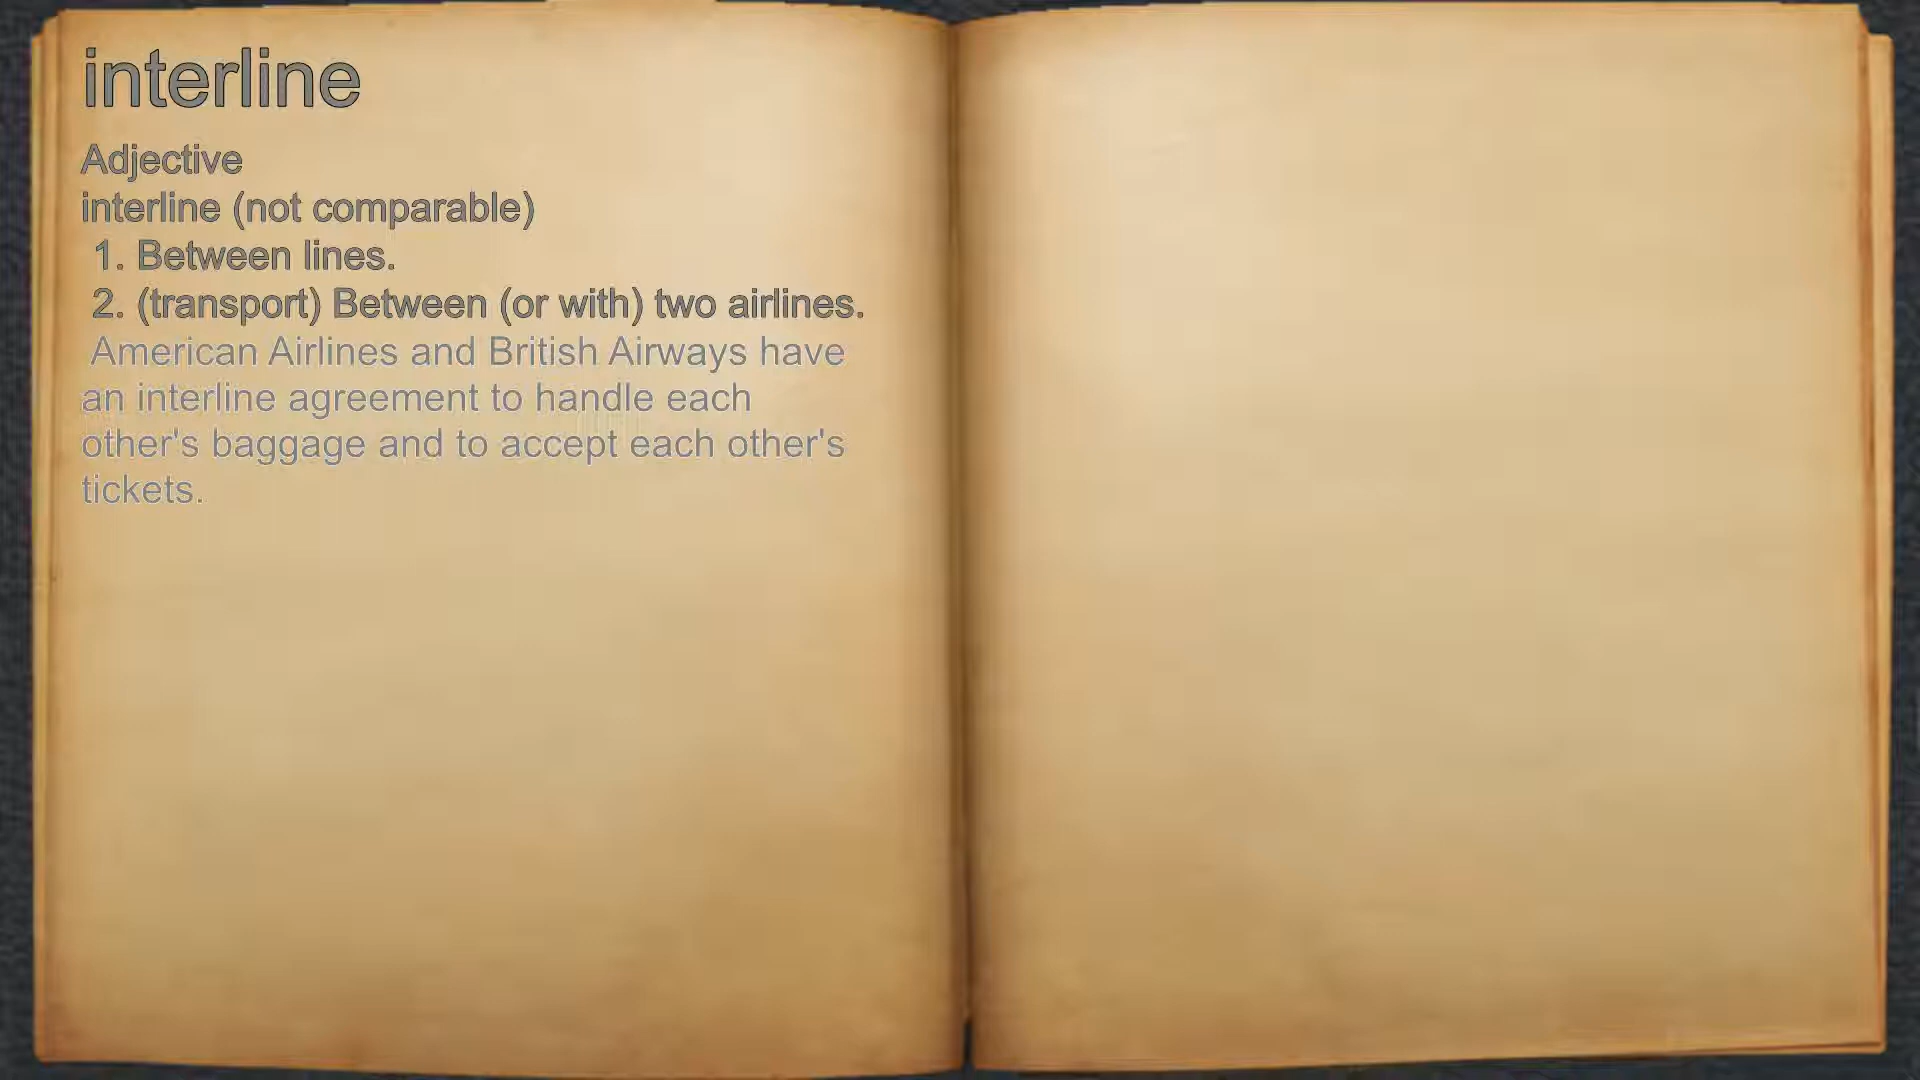 interline
Adjective
interline (not comparable)
1. Between lines.
2. (transport) Between (or with) two airlines.
American Airlines and British Airways have
an interline agreement to handle each
other's baggage and to accept each other's
tickets.